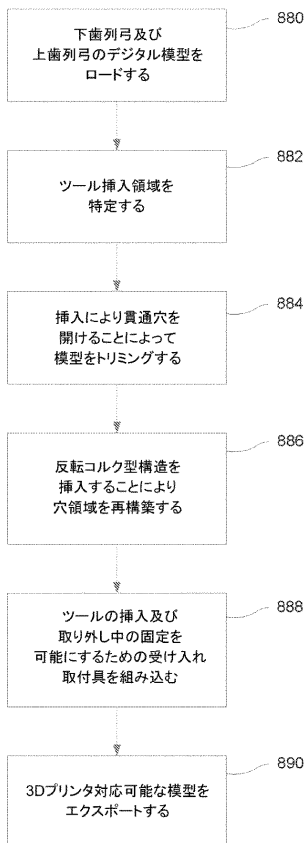 880
下歯列弓及び
上歯列弓のデジタル模型を
ロードする
882
ツール挿入領域を
特定する
884
挿入により貫通穴を
開けることによって
模型をトリミングする
886
反転コルク型構造を
挿入することにより
穴領域を再構築する
888
ツールの挿入及び
取り外し中の固定を
可能にするための受け入れ
取付具を組み込む
890
3Dプリンタ対応可能な模型を
エクスポートする